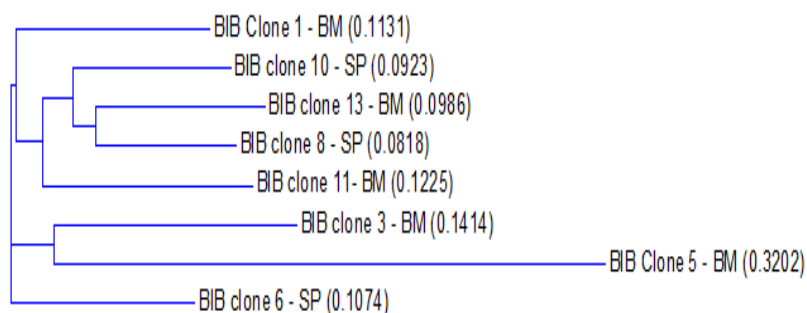 BIB Clone 1 - BM (0.1131)
BIB clone 10 - SP (0.0923)
BIB clone 13 - BM (0.0986)
BIB clone 8 - SP (0.0818)
BIB clone 11- BM (0.1225)
BIB clone 3 - BM (0.1414)
BIB Clone 5 - BM (0.3202)
BIB clone 6 - SP (0.1074)